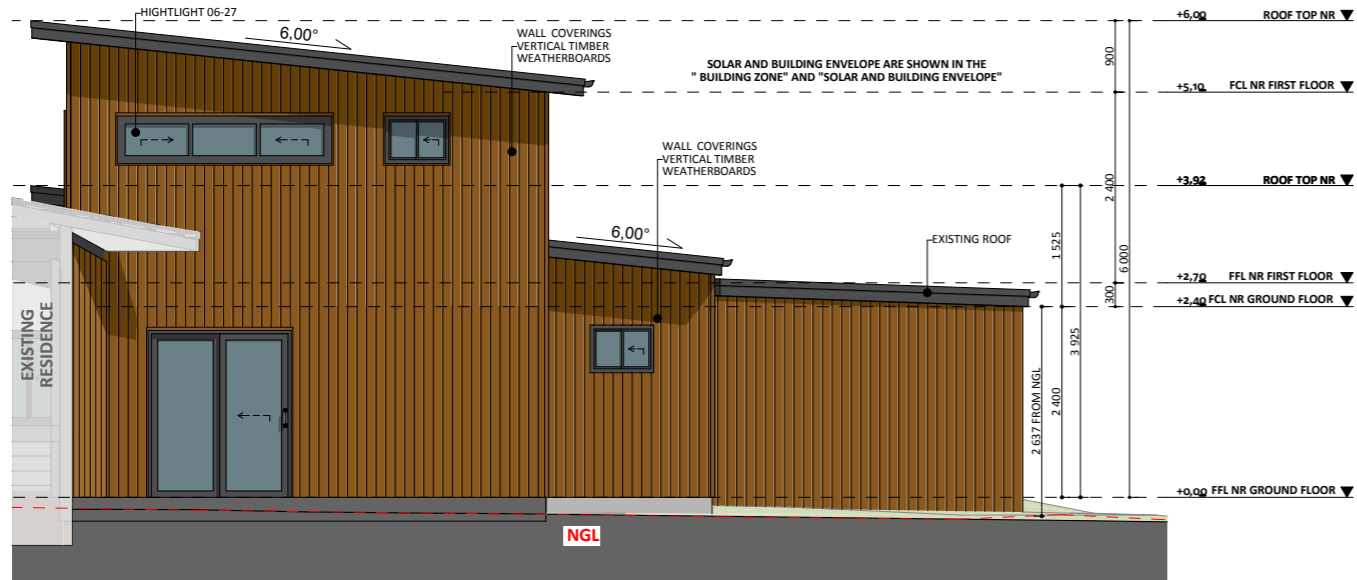 HIGHTLIGHT 06-27
6,00°
WALL COVERINGS
VERTICAL TIMBER
WEATHERBOARDS
SOLAR AND BUILDING ENVELOPE ARE SHOWN IN THE
" BUILDING ZONE" AND "SOLAR AND BUILDING ENVELOPE"
+6,00 ROOF TOP NR
900
+5,10 FCL NR FIRST FLOOR
WALL COVERINGS
VERTICAL TIMBER
WEATHERBOARDS
2 400
+3,92 ROOF TOP NR
6,00°
EXISTING ROOF
1 525
6 000
+2,70 FFL NR FIRST FLOOR
300
+2,40 FCL NR GROUND FLOOR
EXISTING
RESIDENCE
3 925
2 400
2 637 FROM NGL
+0,00 FFL NR GROUND FLOOR
NGL